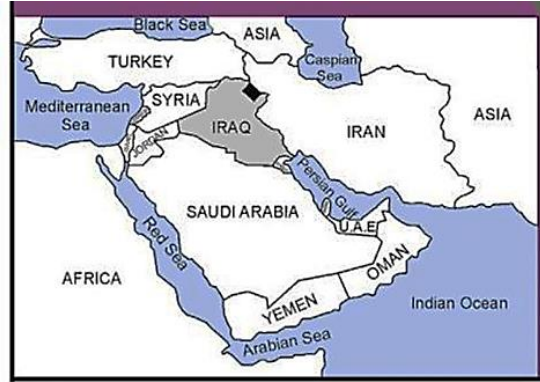 Black Sea
ASIA
TURKEY
Caspian
Sea
Mediterranean
Sea
SYRIA
ASIA
IRAQ
IRAN
JORDAN
Persian Gulf
SAUDI ARABIA
U.A.E
Red Sea
OMAN
AFRICA
YEMEN
Indian Ocean
Arabian Sea